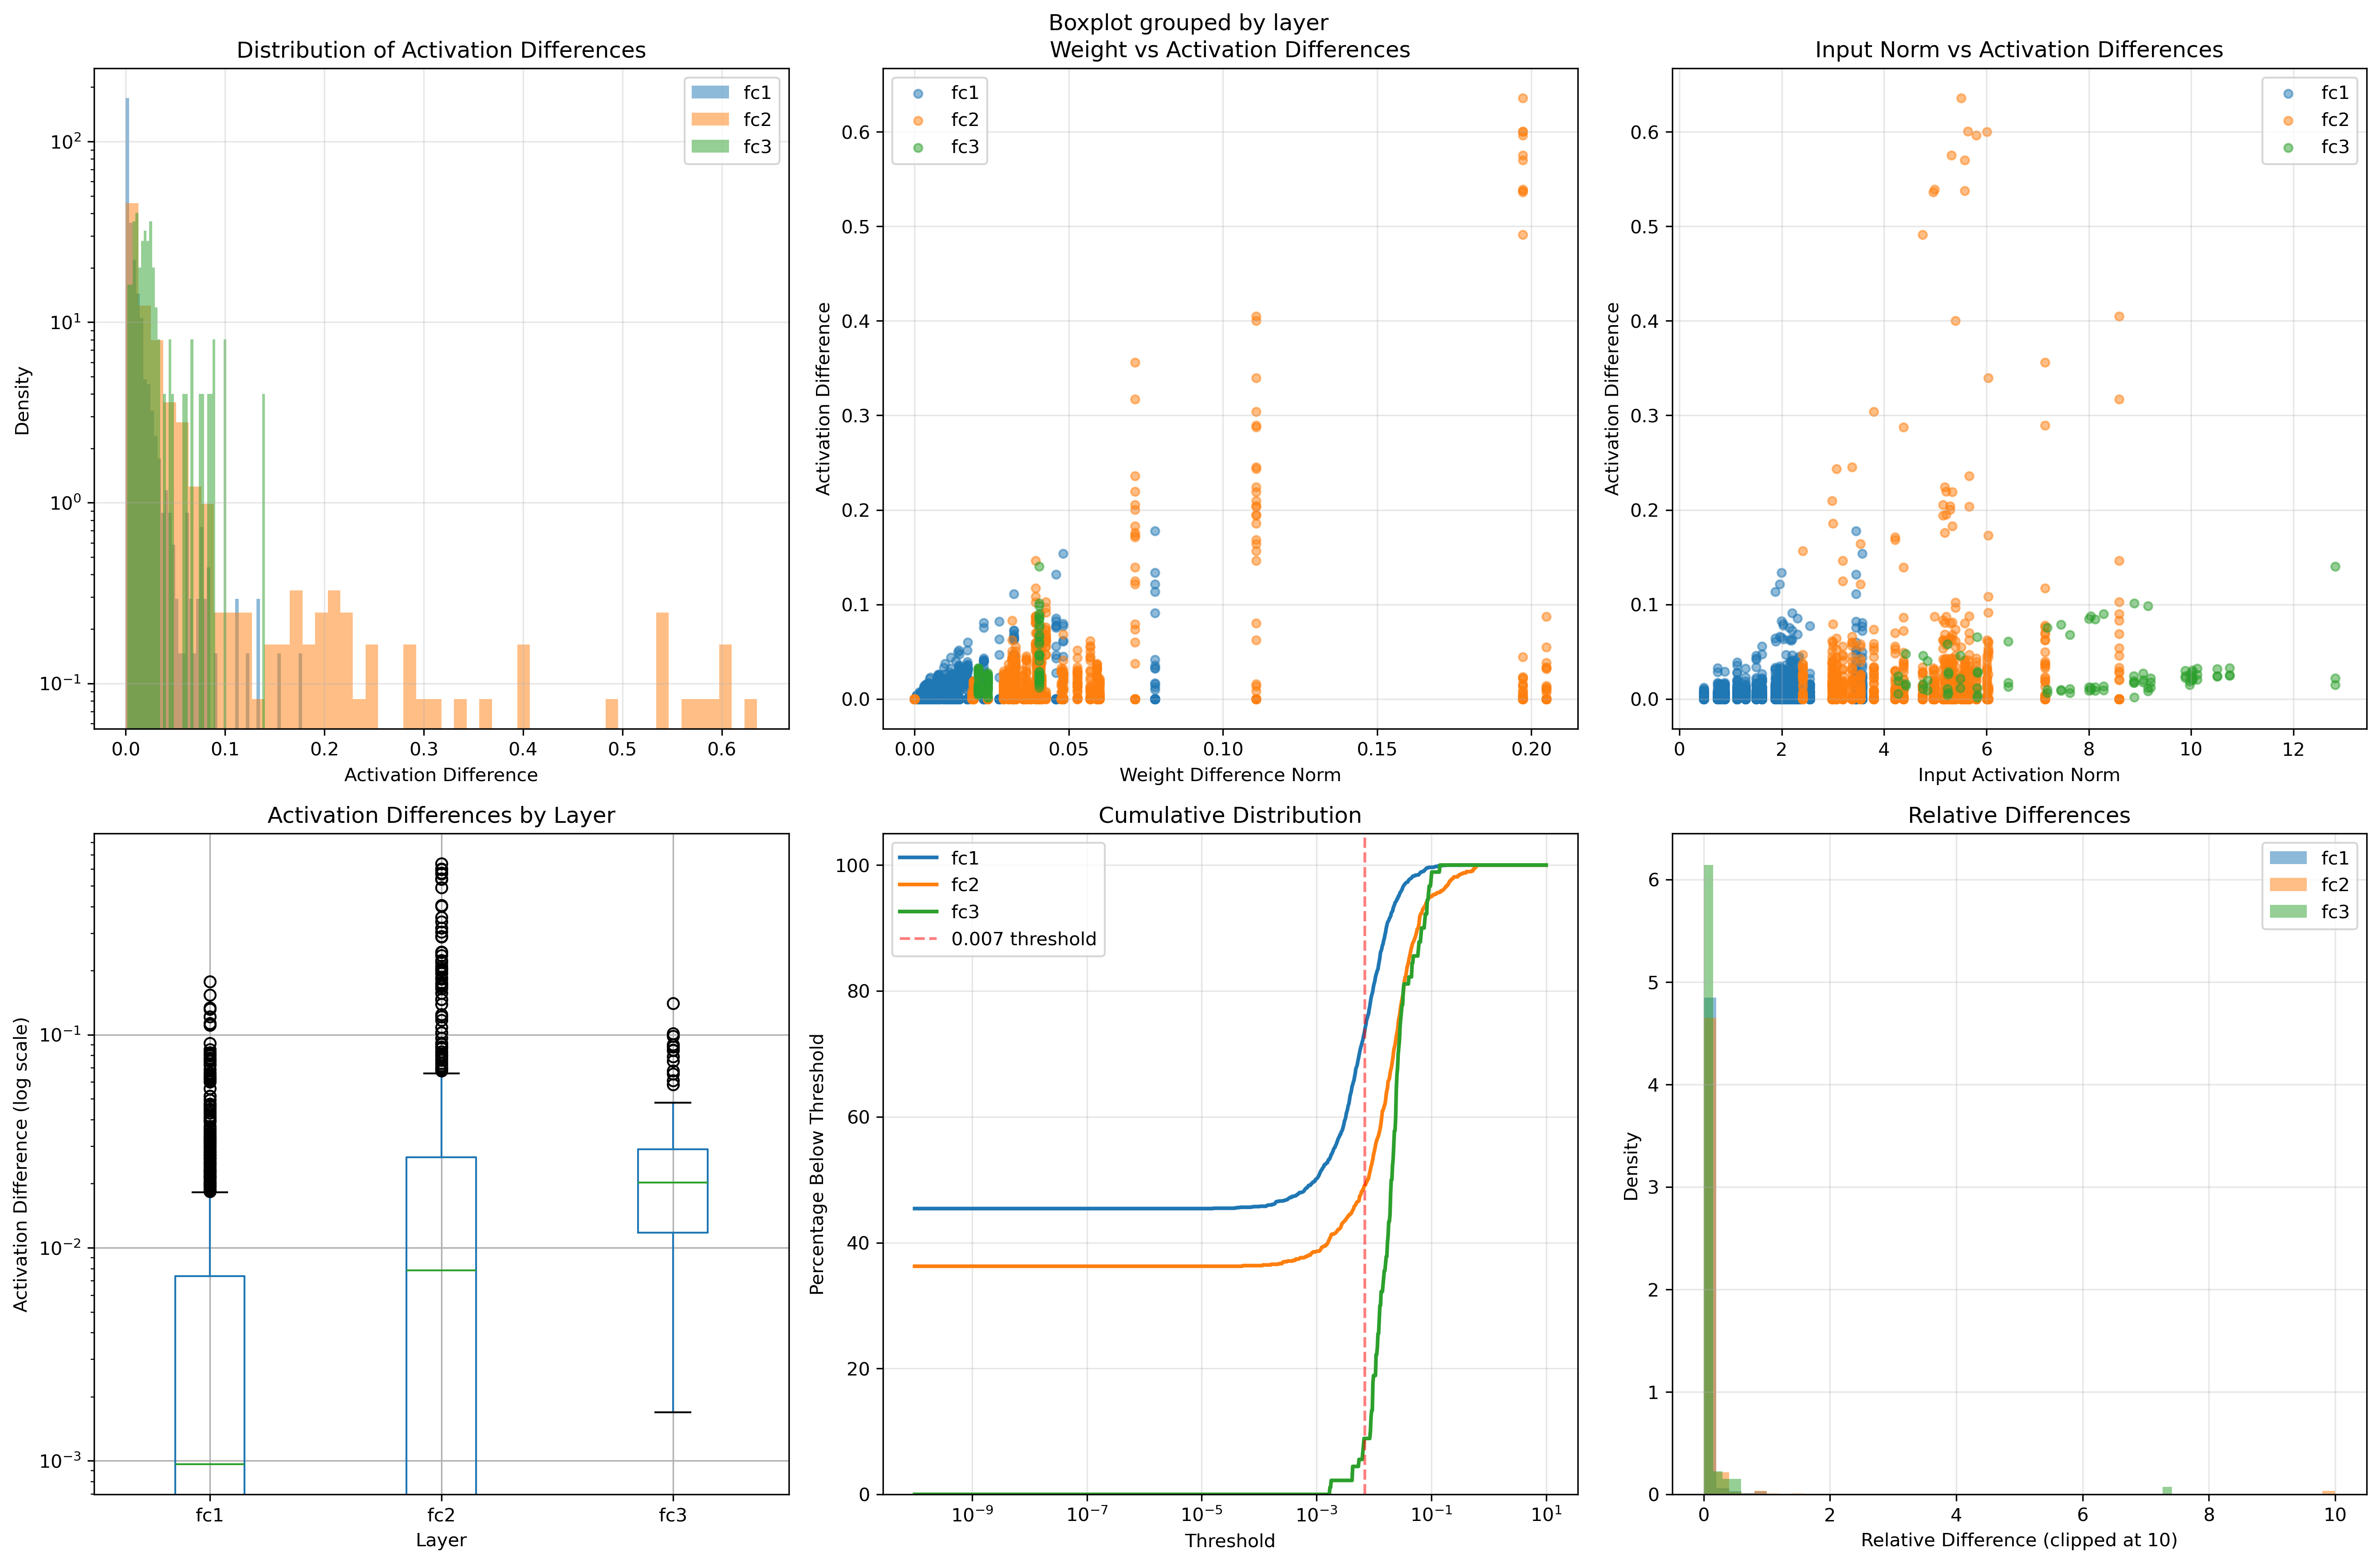 Boxplot grouped by layer
Distribution of Activation Differences
Density
10²
10¹
10⁰
10⁻¹
fc1
fc2
fc3
0.0 0.1 0.2 0.3 0.4 0.5 0.6
Activation Difference
Weight vs Activation Differences
Activation Difference
0.6
0.5
0.4
0.3
0.2
0.1
0.0
fc1
fc2
fc3
0.00 0.05 0.10 0.15 0.20
Weight Difference Norm
Input Norm vs Activation Differences
Activation Difference
0.6
0.5
0.4
0.3
0.2
0.1
0.0
fc1
fc2
fc3
0 2 4 6 8 10 12
Input Activation Norm
Activation Differences by Layer
Activation Difference (log scale)
10⁻¹
10⁻²
10⁻³
fc1 fc2 fc3
Layer
Cumulative Distribution
Percentage Below Threshold
100
80
60
40
20
0
fc1
fc2
fc3
0.007 threshold
10⁻⁹ 10⁻⁷ 10⁻⁵ 10⁻³ 10⁻¹ 10¹
Threshold
Relative Differences
Density
6
5
4
3
2
1
0
fc1
fc2
fc3
0 2 4 6 8 10
Relative Difference (clipped at 10)